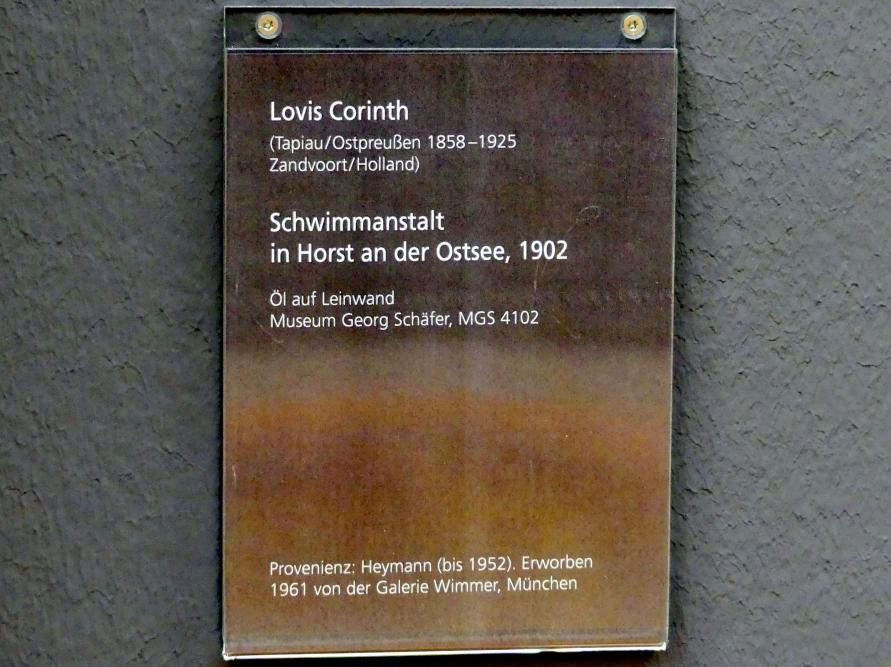 Lovis Corinth
(Tapiau/Ostpreußen 1858–1925
Zandvoort/Holland)
Schwimmanstalt
in Horst an der Ostsee, 1902
Öl auf Leinwand
Museum Georg Schäfer, MGS 4102
Provenienz: Heymann (bis 1952). Erworben
1961 von der Galerie Wimmer, München